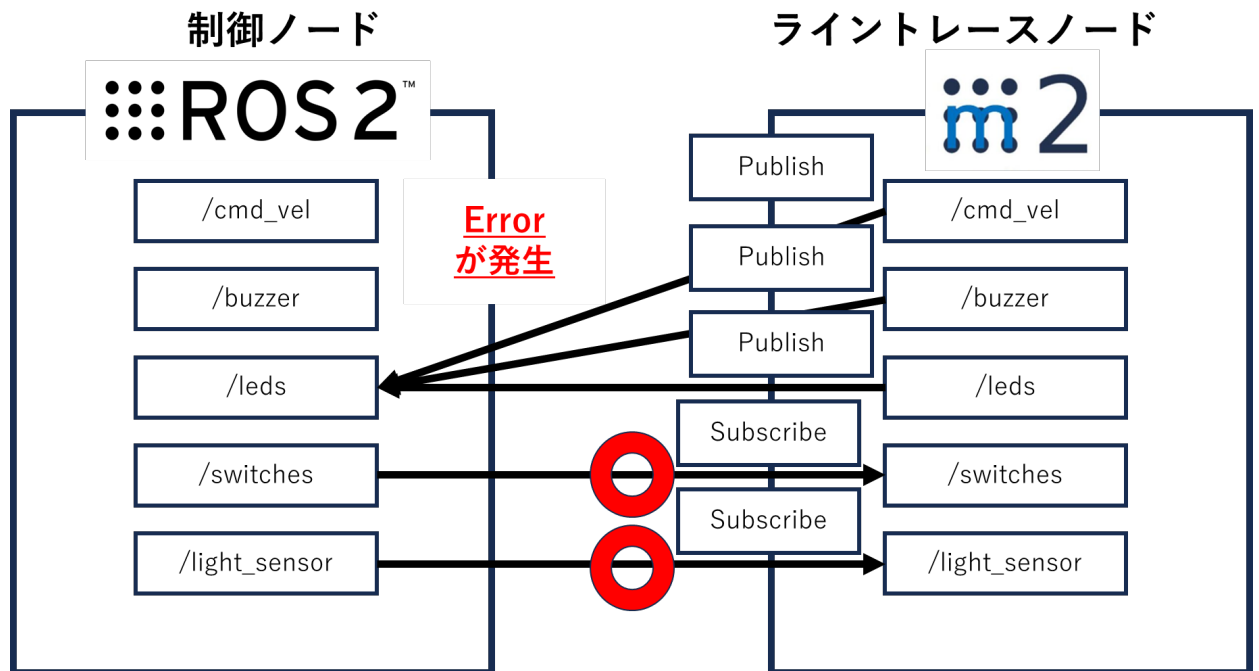 制御ノード
ROS 2™
/cmd_vel
/buzzer
/leds
/switches
/light_sensor
Error
が発生
Publish
Publish
Publish
Subscribe
Subscribe
ライントレースノード
m 2
/cmd_vel
/buzzer
/leds
/switches
/light_sensor